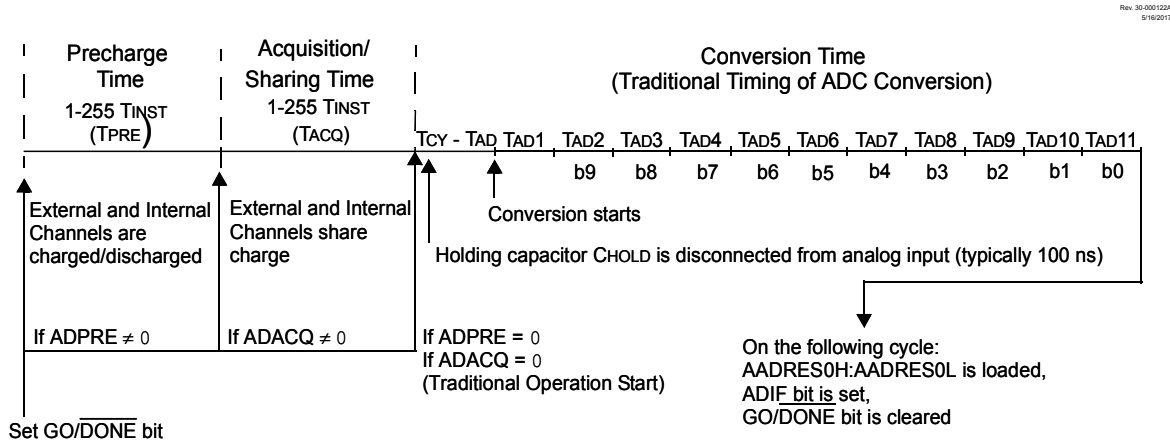 Rev. 30-000122A
5/16/2017
Precharge
Time
1-255 TINST
(TPRE)
Acquisition/
Sharing Time
1-255 TINST
(TACQ)
Conversion Time
(Traditional Timing of ADC Conversion)
TCY - TAD TAD1 TAD2 TAD3 TAD4 TAD5 TAD6 TAD7 TAD8 TAD9 TAD10 TAD11
b9 b8 b7 b6 b5 b4 b3 b2 b1 b0
External and Internal
Channels are
charged/discharged
External and Internal
Channels share
charge
Conversion starts
Holding capacitor CHOLD is disconnected from analog input (typically 100 ns)
If ADPRE ≠ 0
If ADACQ ≠ 0
If ADPRE = 0
If ADACQ = 0
(Traditional Operation Start)
On the following cycle:
AADRES0H:AADRES0L is loaded,
ADIF bit is set,
GO/DONE bit is cleared
Set GO/DONE bit